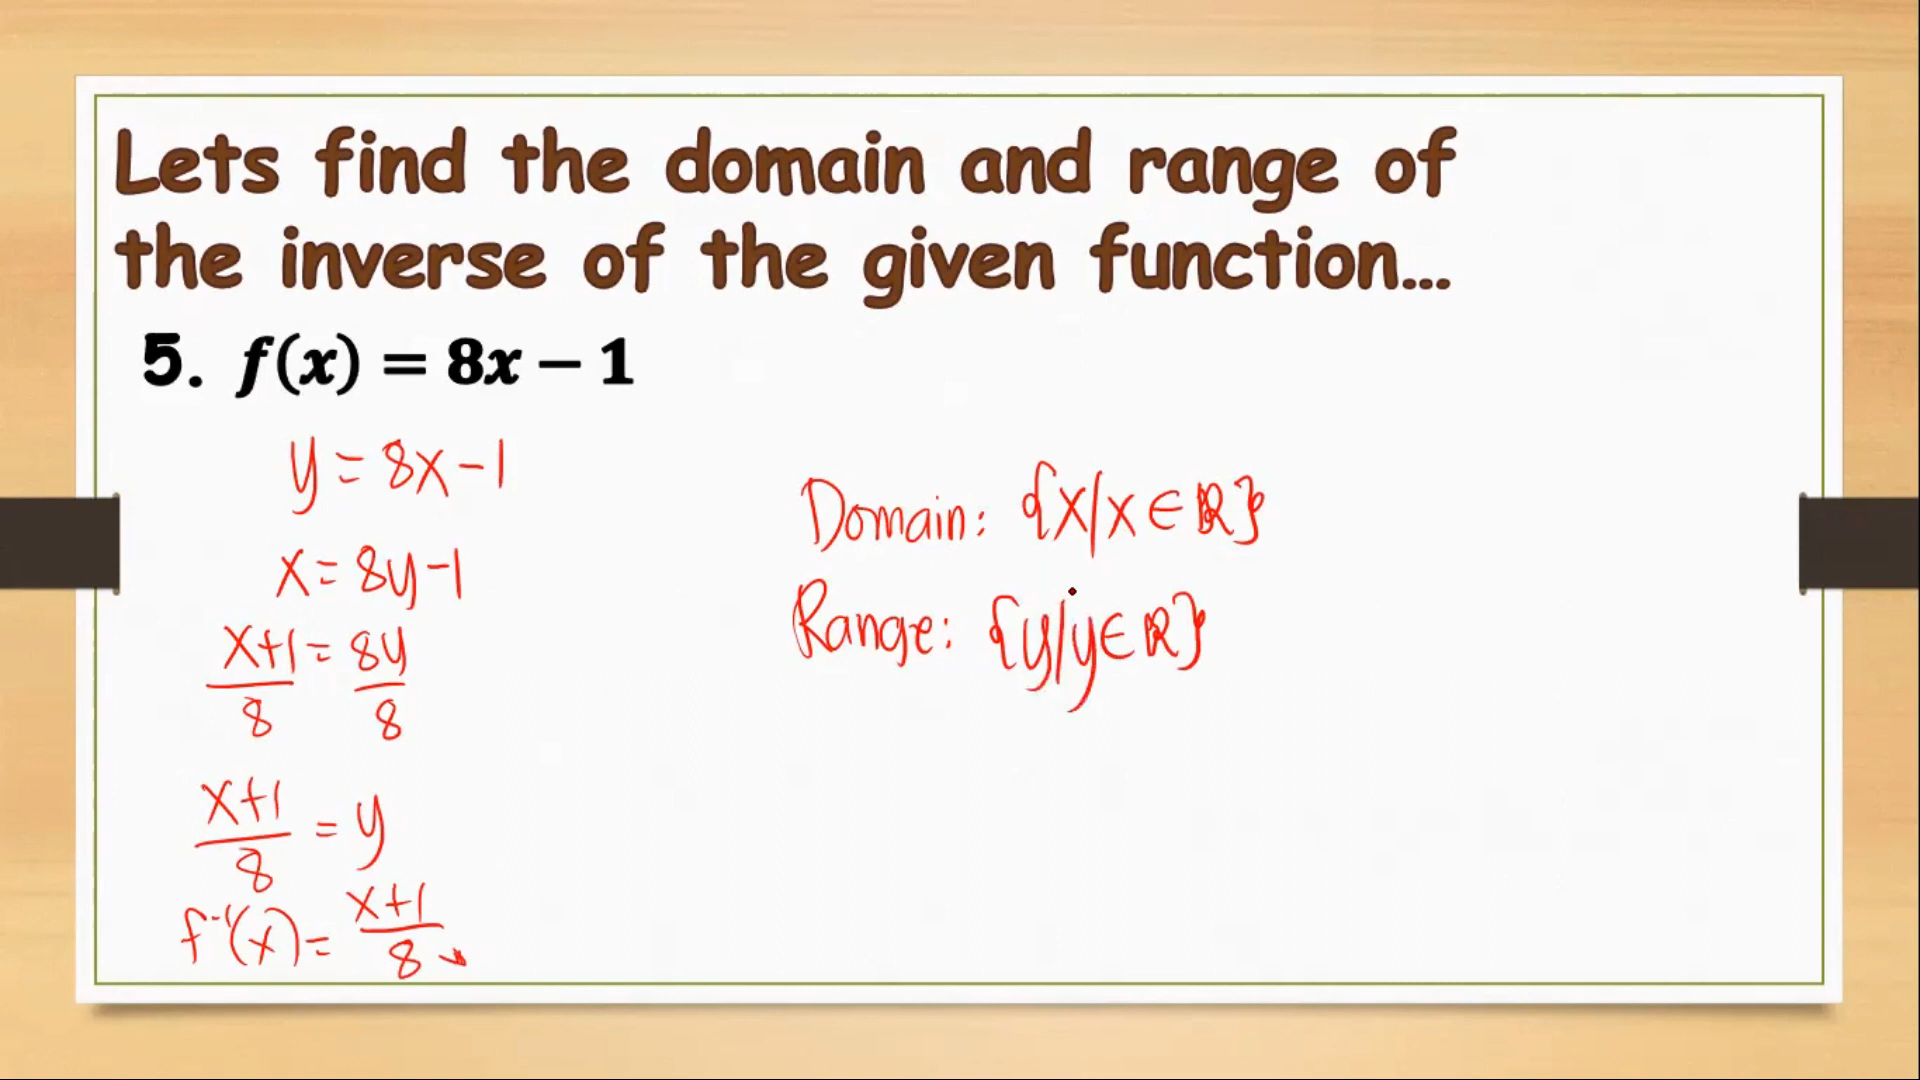 Lets find the domain and range of
the inverse of the given function...
5. f(x) = 8x − 1
y = 8x - 1
x = 8y - 1
x+1 = 8y
8 8
x+1
8
= y
f⁻¹(x) = x+1
8
Domain: {x/x ∈ ℝ}
Range: {y/y ∈ ℝ}